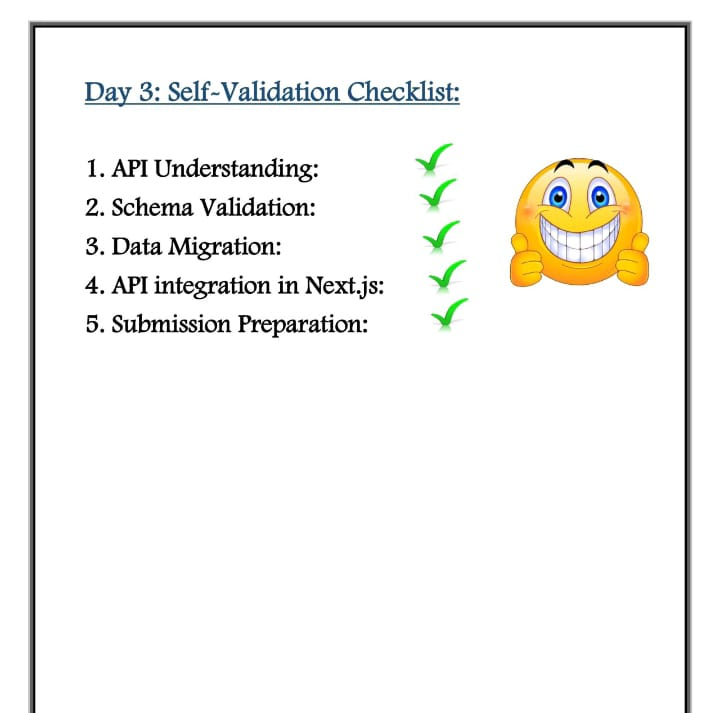 Day 3: Self-Validation Checklist:
1. API Understanding:
2. Schema Validation:
3. Data Migration:
4. API integration in Next.js:
5. Submission Preparation: